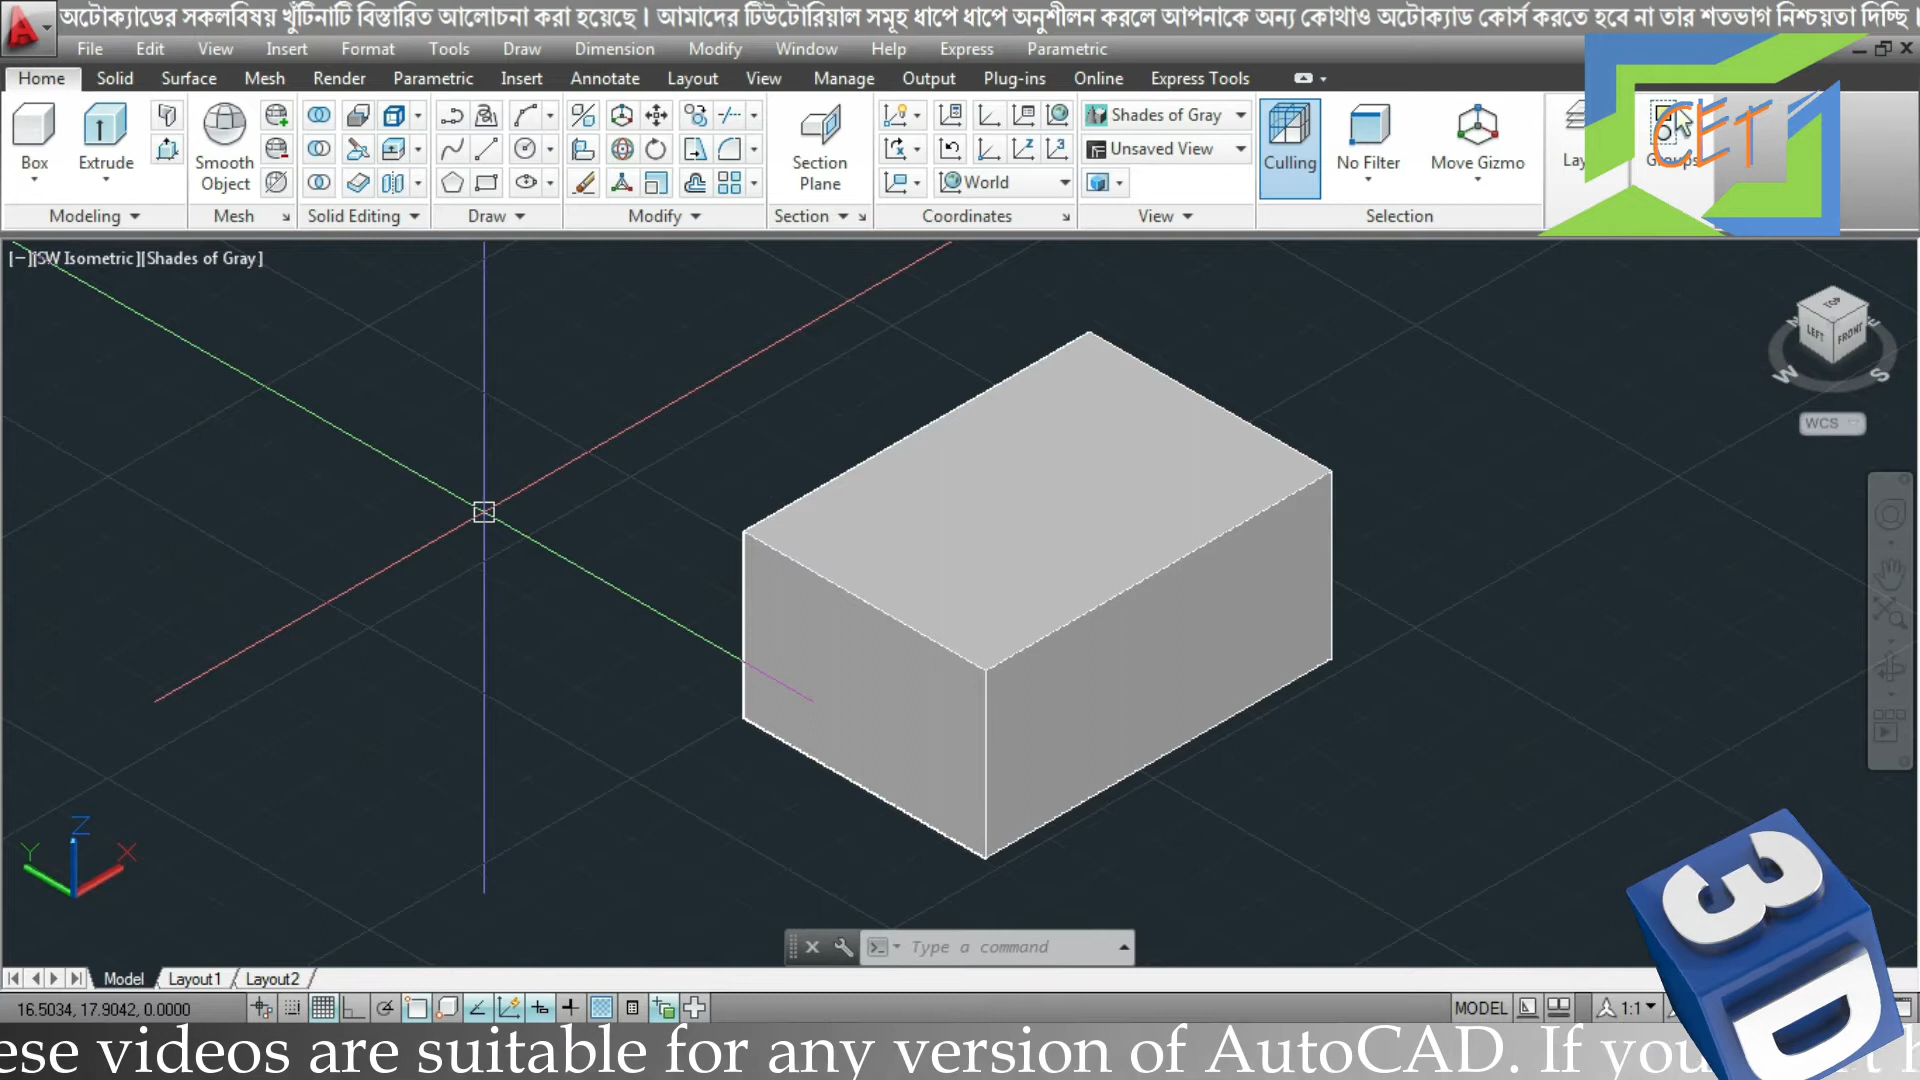 অটোক্যাডের সকলবিষয় খুঁটিনাটি বিস্তারিত আলোচনা করা হয়েছে। আমাদের টিউটোরিয়াল সমূহ ধাপে ধাপে অনুশীলন করলে আপনাকে অন্য কোথাও অটোক্যাড কোর্স করতে হবে না তার শতভাগ নিশ্চয়তা দিচ্ছি।
File Edit View Insert Format Tools Draw Dimension Modify Window Help Express Parametric
Home Solid Surface Mesh Render Parametric Insert Annotate Layout View Manage Output Plug-ins Online Express Tools
CET
Shades of Gray
Unsaved View
World
Box Extrude Smooth Object Section Plane Culling No Filter Move Gizmo Groups
Modeling Mesh Solid Editing Draw Modify Section Coordinates View Selection
[−][SW Isometric][Shades of Gray]
TOP
LEFT FRONT
W S
WCS
Z
Y X
Type a command
Model Layout1 Layout2
16.5034, 17.9042, 0.0000
MODEL 1:1
3D
ese videos are suitable for any version of AutoCAD. If you